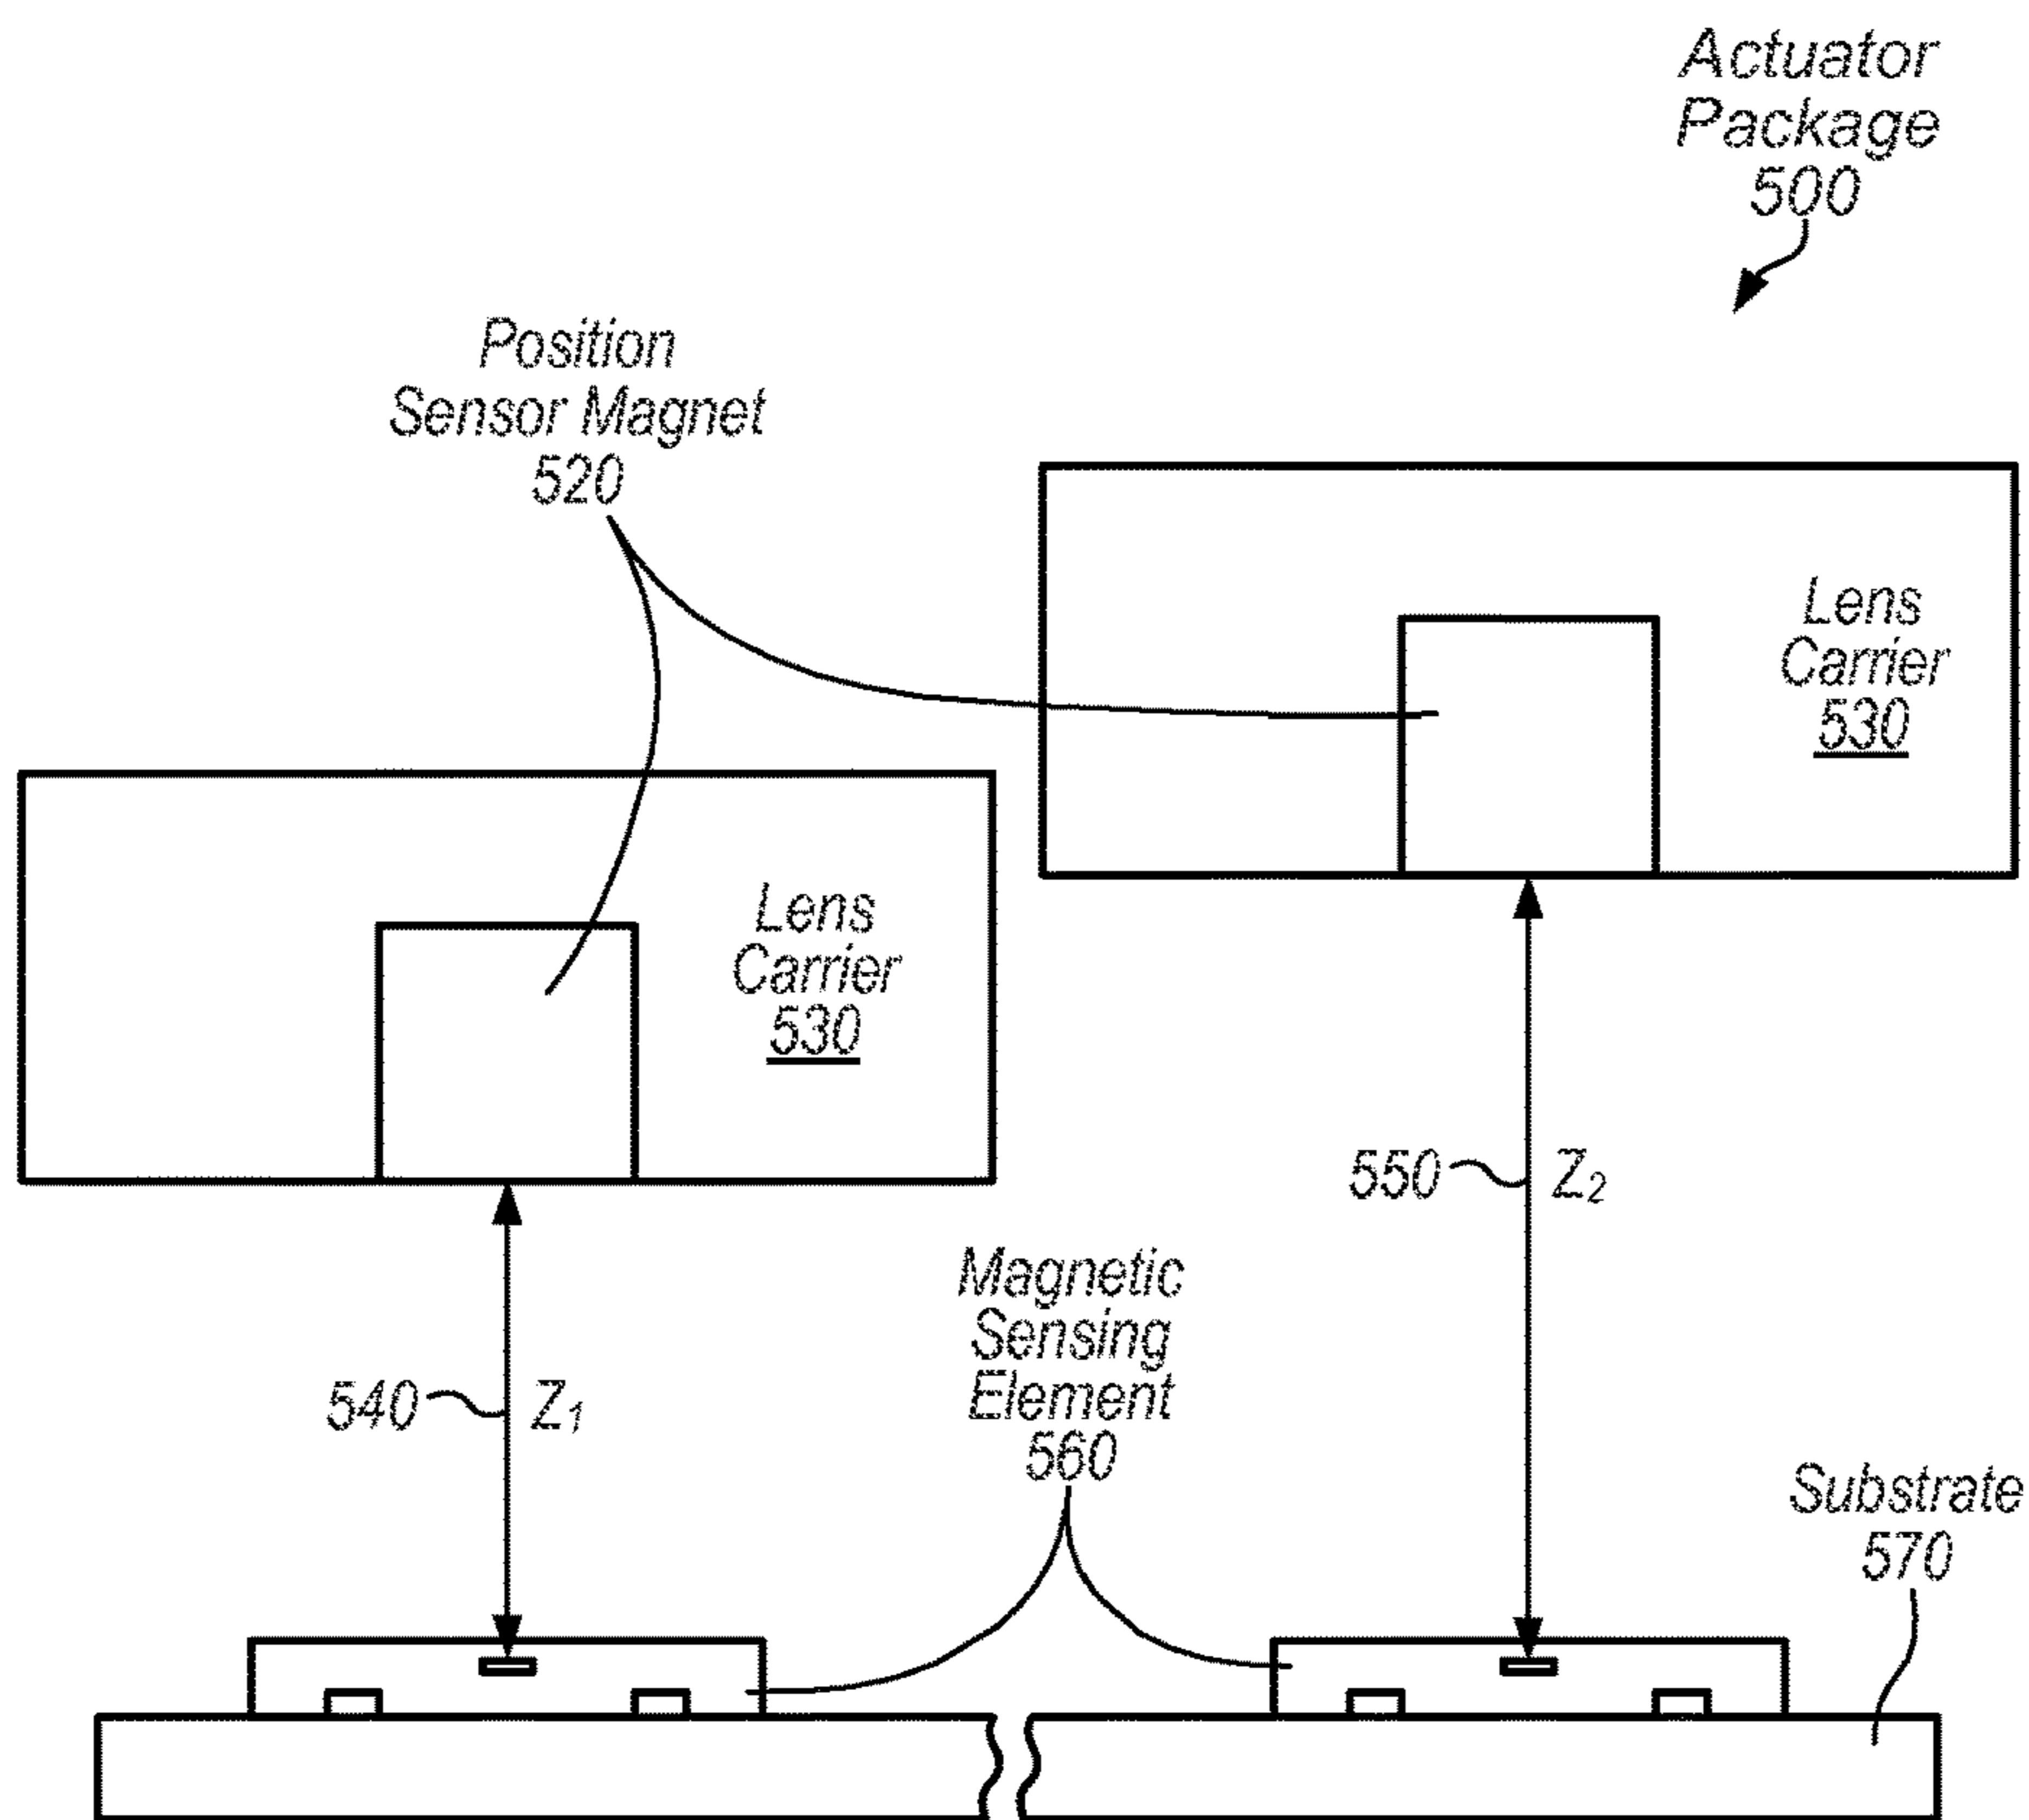 Actuator
Package
500
Position
Sensor Magnet
520
Lens
Carrier
530
Lens
Carrier
530
550
Z2
Magnetic
Sensing
Element
560
540
Z1
Substrate
570